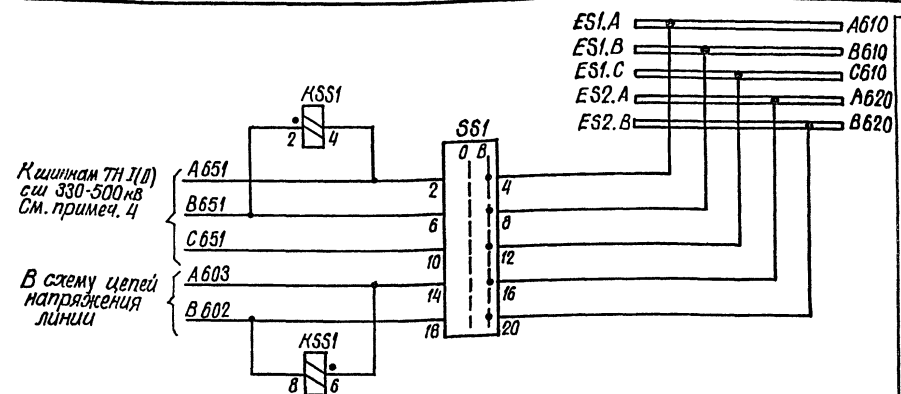 ES1.A A610
ES1.B B610
ES1.C C610
ES2.A A620
ES2.B B620
KSS1
2 4
SG1
О В
К шинкам ТН I(II)
сш 330-500 кВ
См. примеч. 4
A651 2 4
B651 6 8
C651 10 12
В схему цепей
напряжения
линии
A603 14 16
B602 18 20
KSS1
8 6